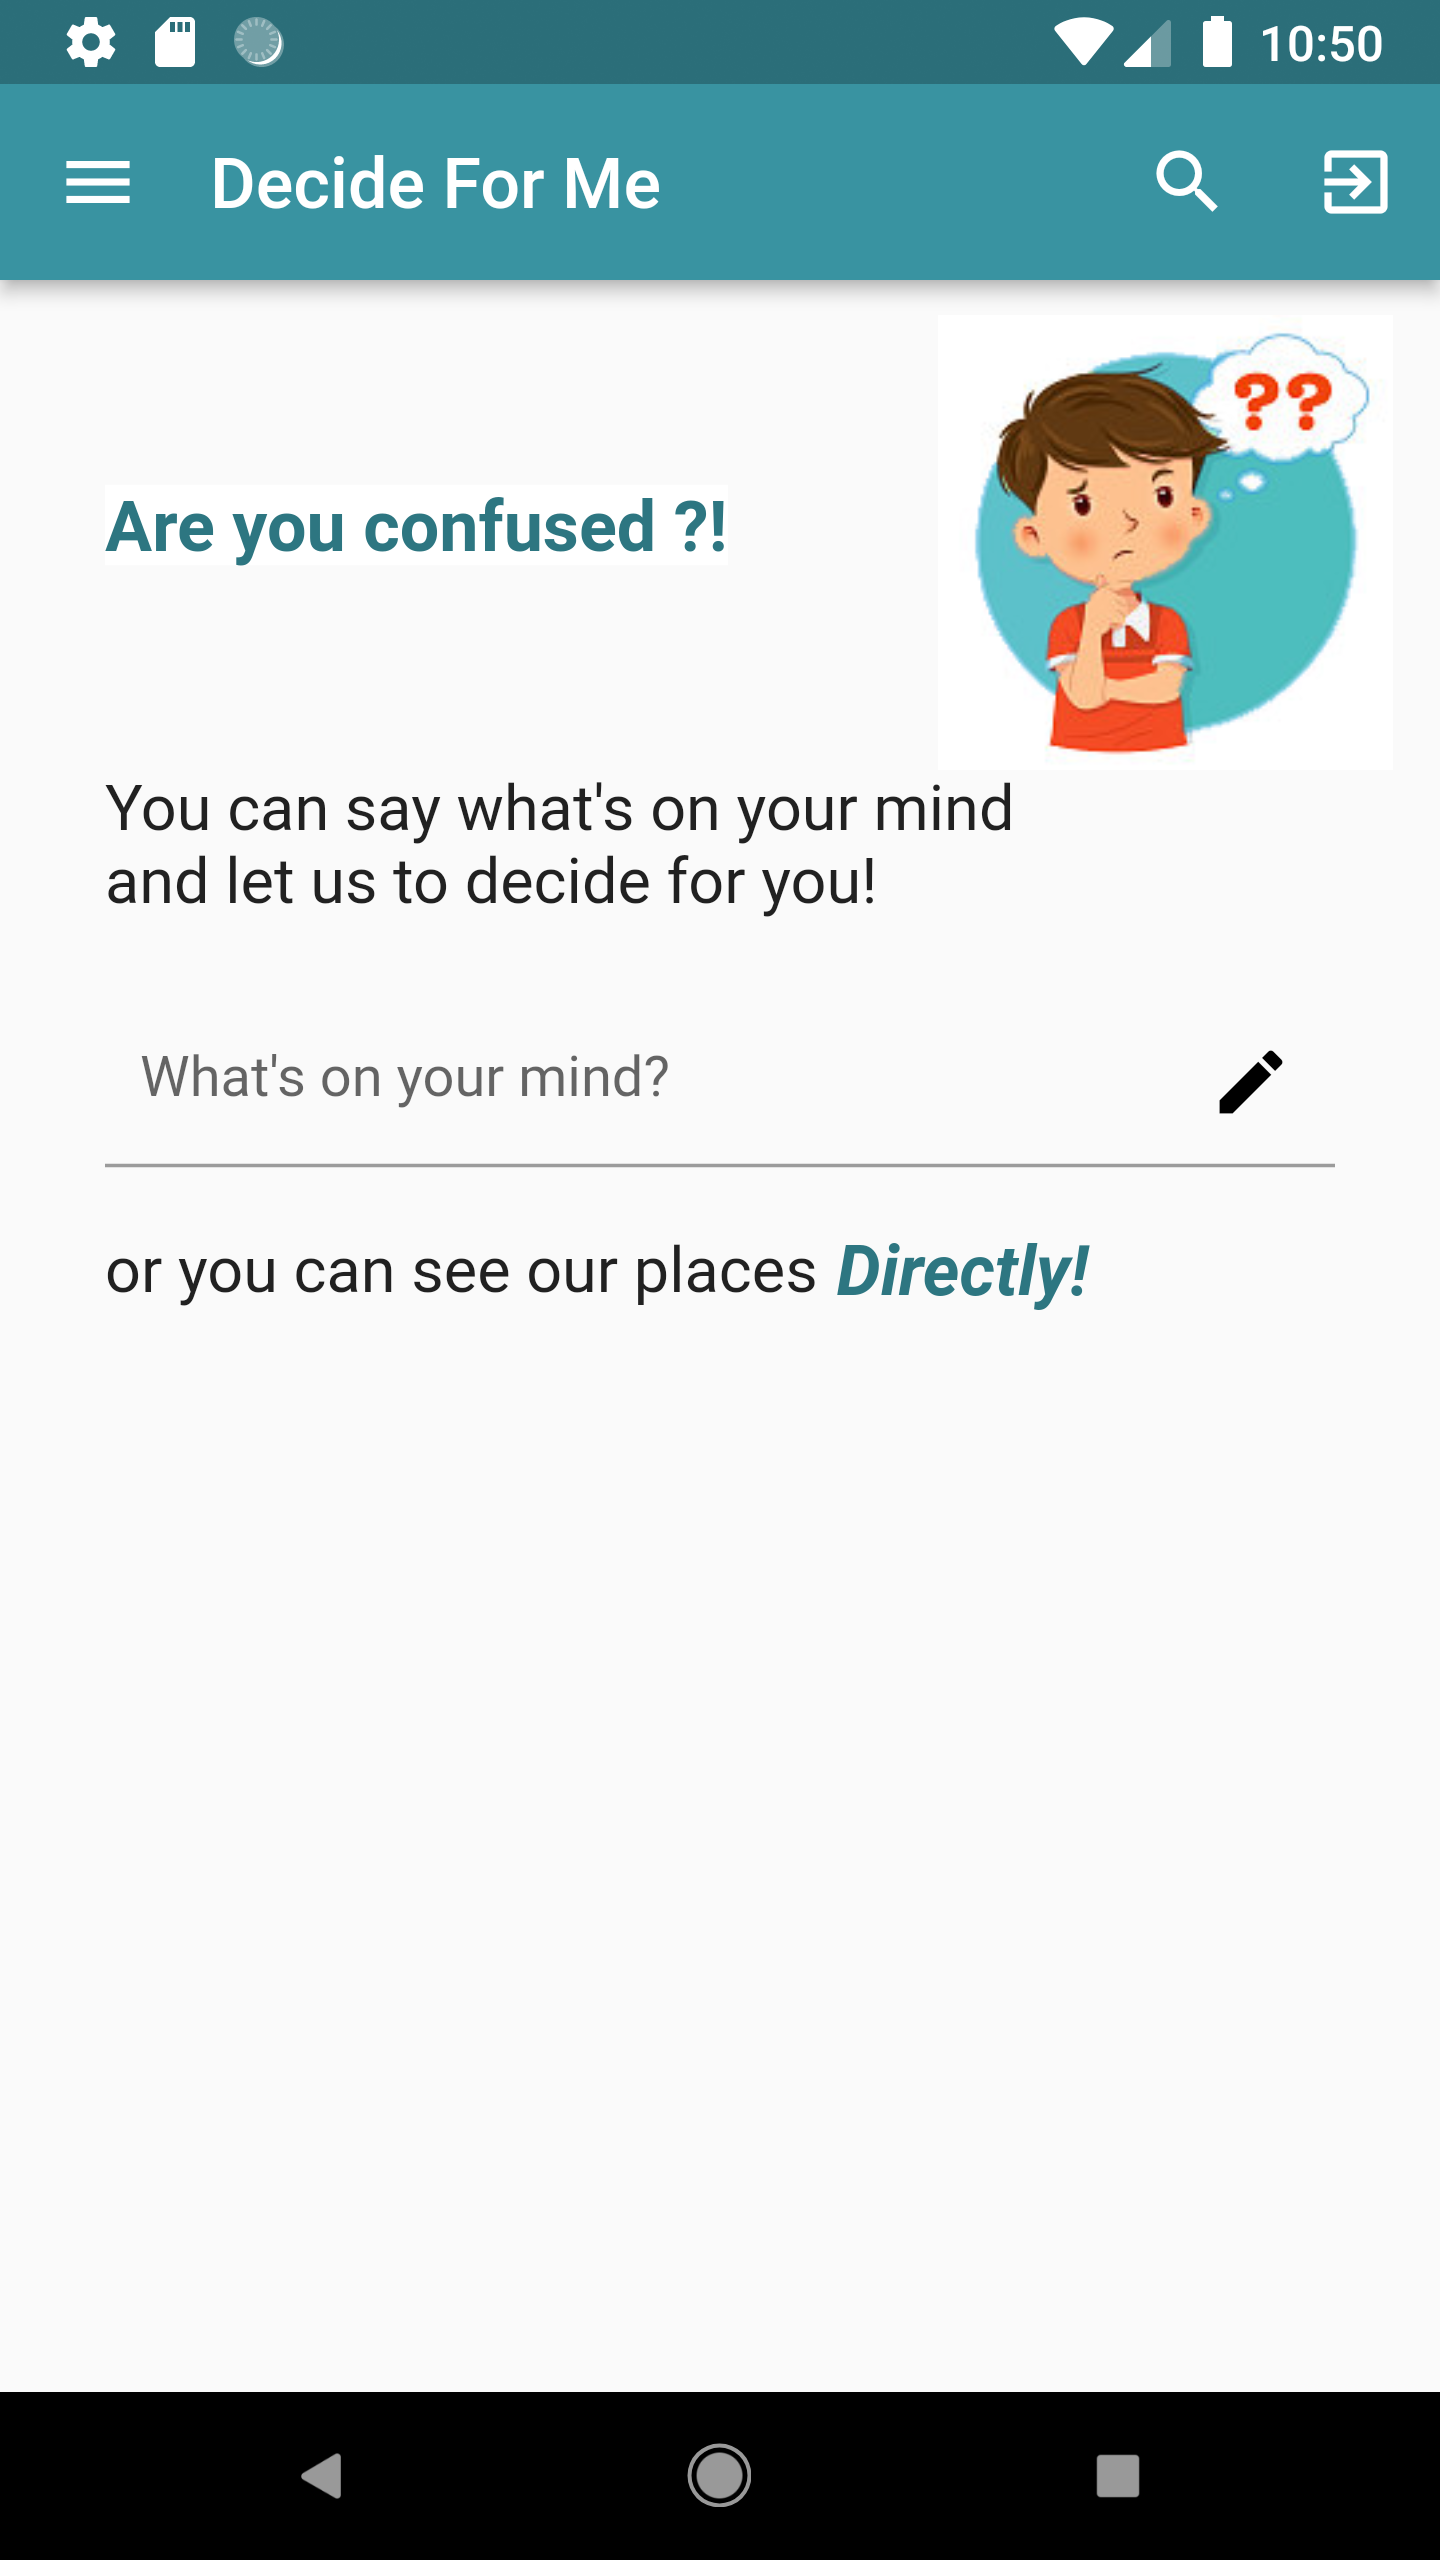 10:50
Decide For Me
??
Are you confused ?!
You can say what's on your mind
and let us to decide for you!
What's on your mind?
or you can see our places Directly!